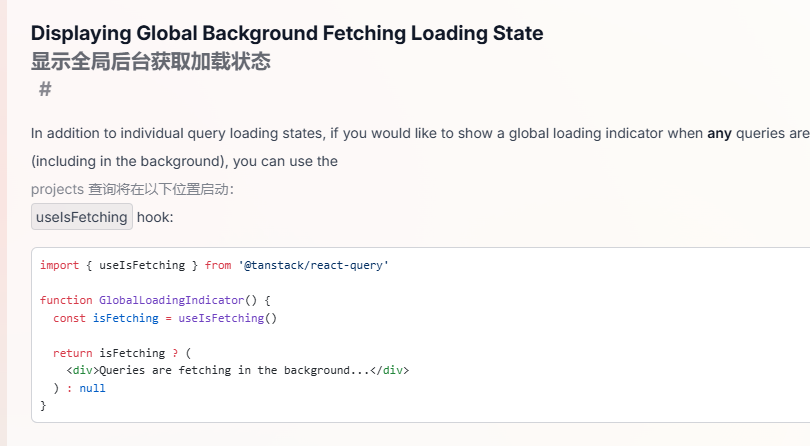 Displaying Global Background Fetching Loading State
显示全局后台获取加载状态
#
In addition to individual query loading states, if you would like to show a global loading indicator when any queries are
(including in the background), you can use the
projects 查询将在以下位置启动：
useIsFetching hook:
import { useIsFetching } from '@tanstack/react-query'
function GlobalLoadingIndicator() {
  const isFetching = useIsFetching()
  return isFetching ? (
    <div>Queries are fetching in the background...</div>
  ) : null
}